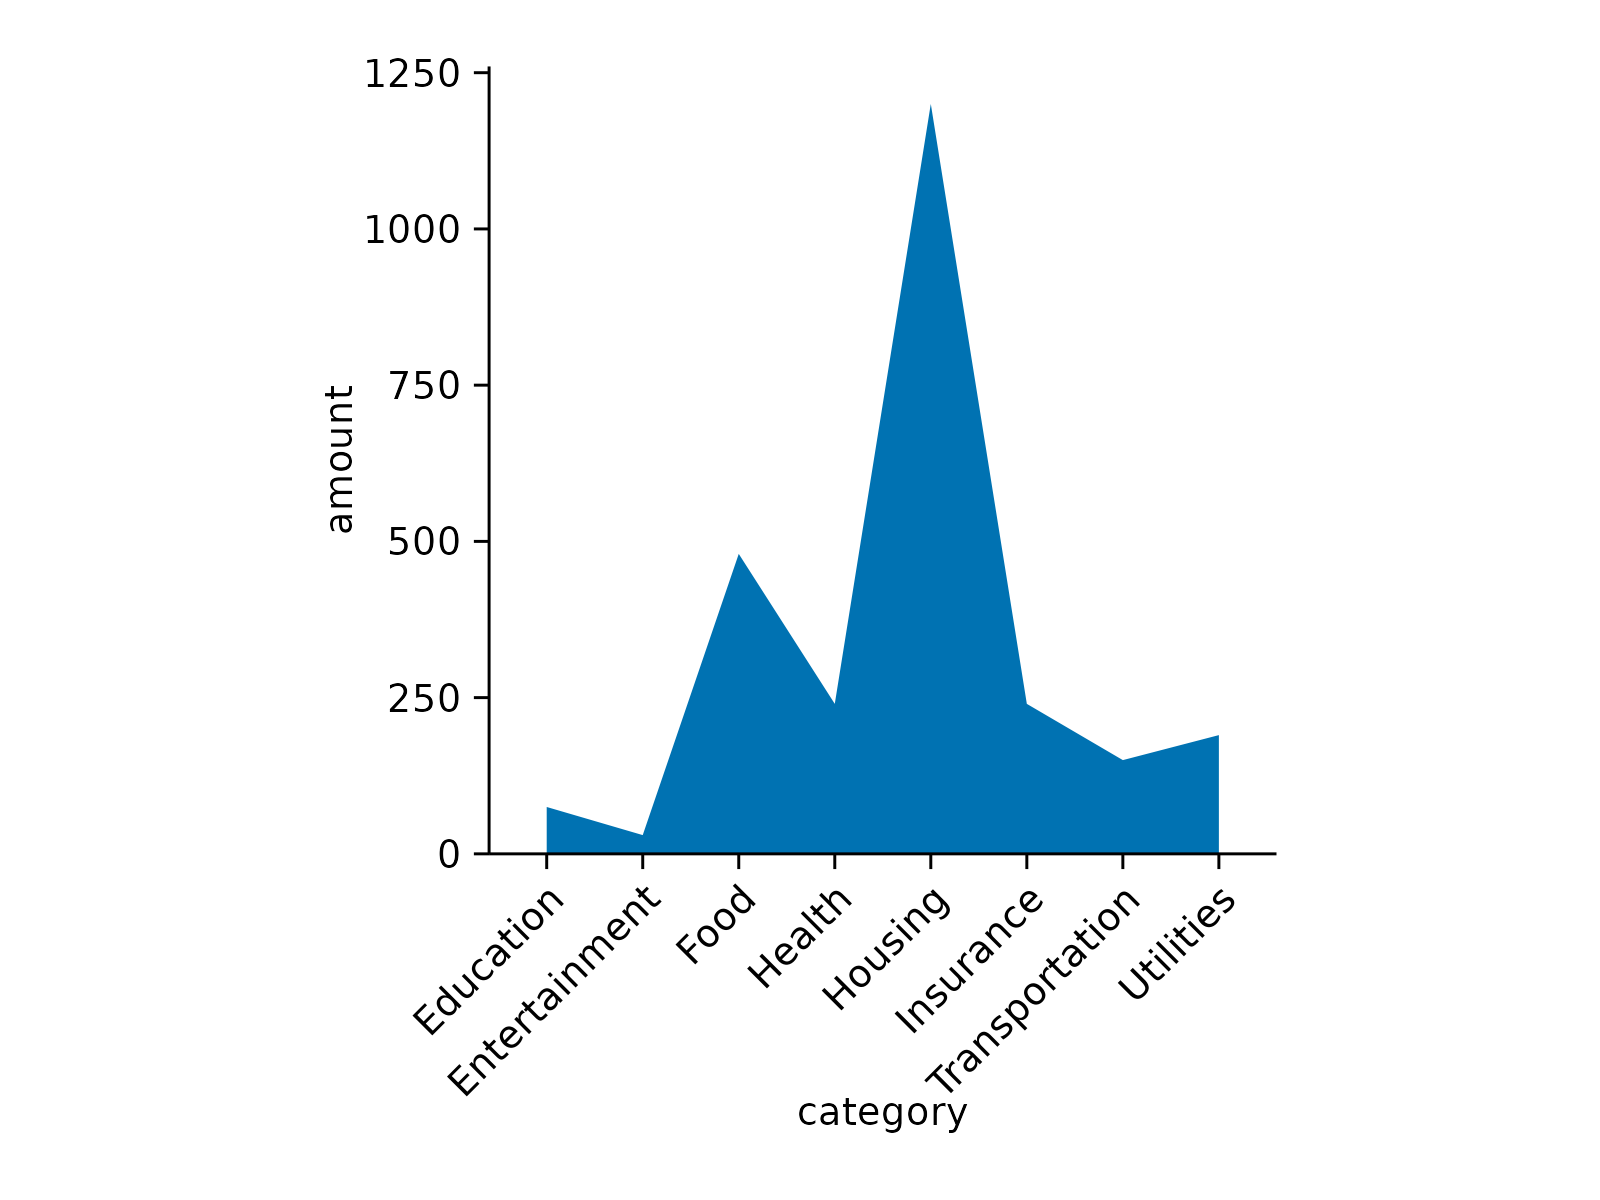 1250
1000
750
500
250
0
amount
Education
Entertainment
Food
Health
Housing
Insurance
Transportation
Utilities
category